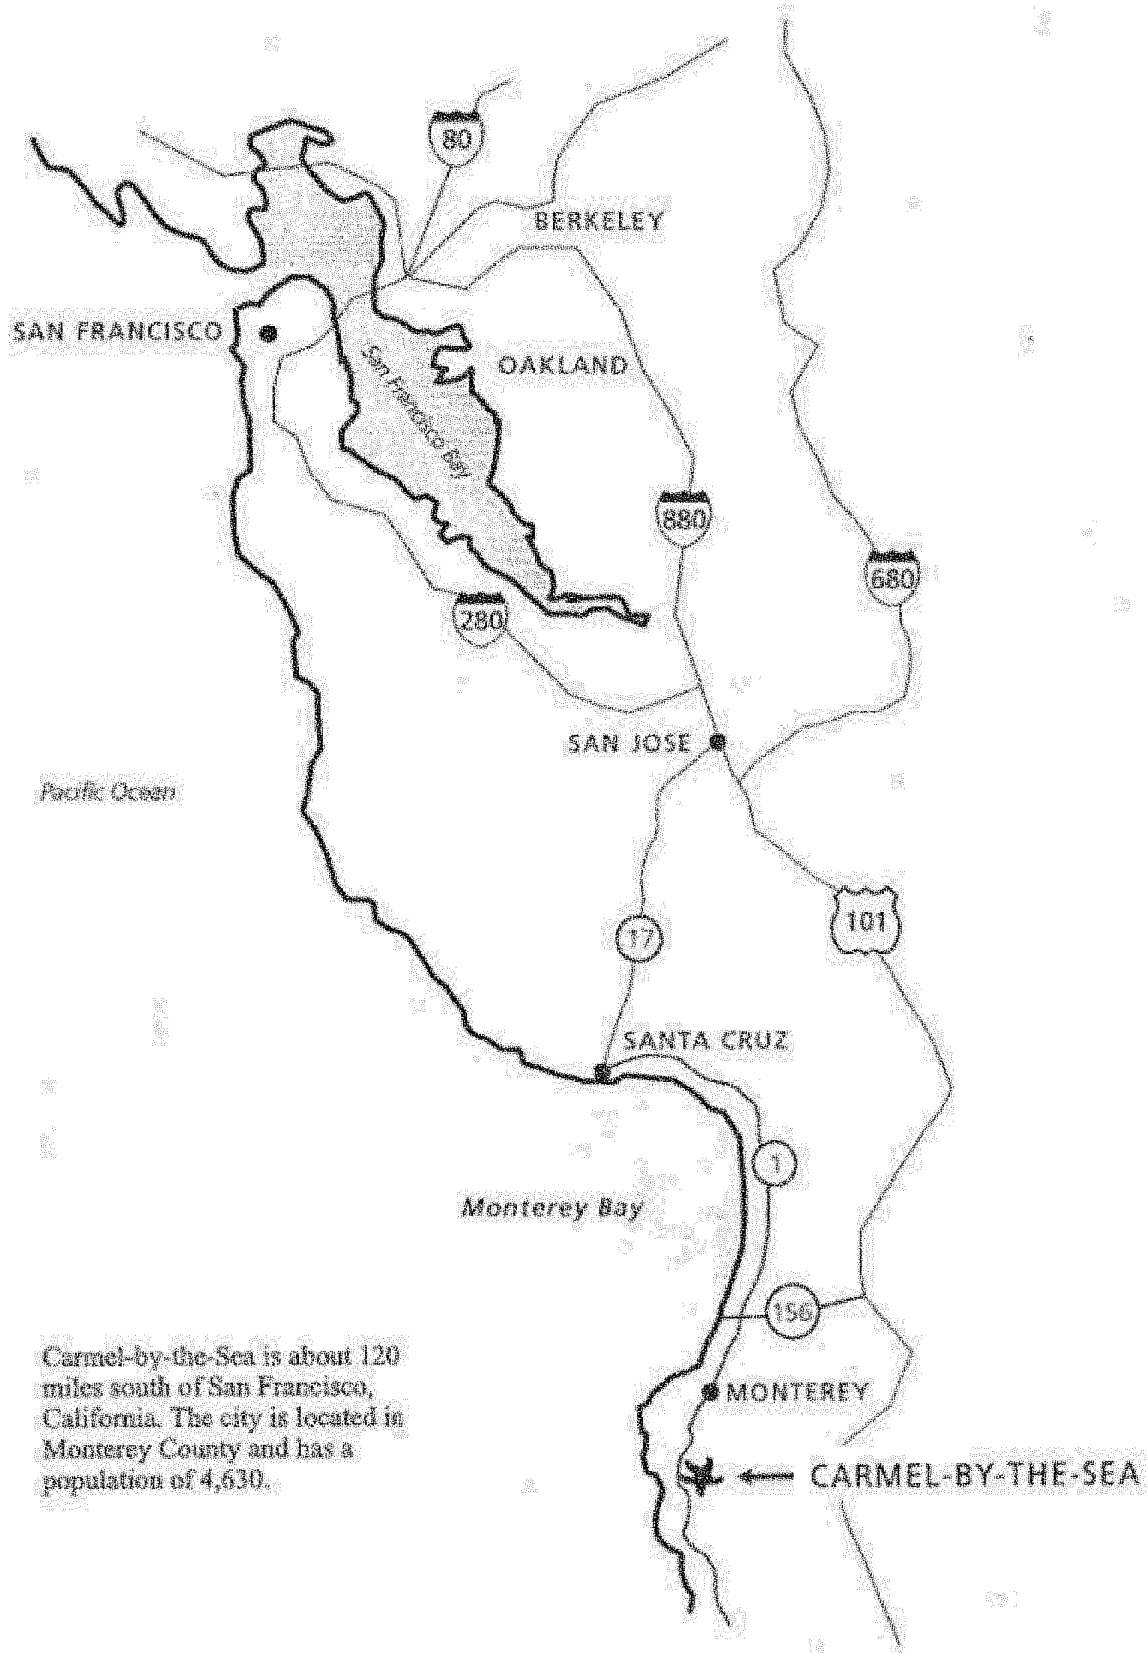 80
BERKELEY
SAN FRANCISCO
OAKLAND
San Francisco Bay
880
680
280
SAN JOSE
Pacific Ocean
101
17
SANTA CRUZ
1
Monterey Bay
156
Carmel-by-the-Sea is about 120
miles south of San Francisco,
California. The city is located in
Monterey County and has a
population of 4,630.
MONTEREY
CARMEL-BY-THE-SEA